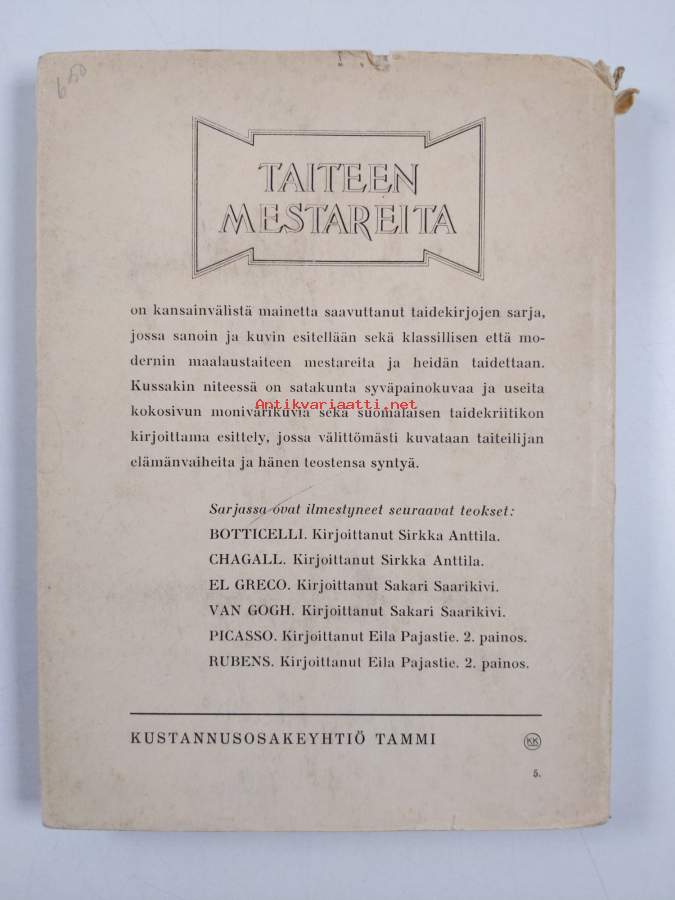 650
TAITEEN
MESTAREITA
on kansainvälistä mainetta saavuttanut taidekirjojen sarja,
jossa sanoin ja kuvin esitellään sekä klassillisen että mo-
dernin maalaustaiteen mestareita ja heidän taidettaan.
Kussakin niteessä on satakunta syväpainokuvaa ja useita
Antikvariaatti.net
kokosivun monivärikuvia sekä suomalaisen taidekriitikon
kirjoittama esittely, jossa välittömästi kuvataan taiteilijan
elämänvaiheita ja hänen teostensa syntyä.
Sarjassa ovat ilmestyneet seuraavat teokset:
BOTTICELLI. Kirjoittanut Sirkka Anttila.
CHAGALL. Kirjoittanut Sirkka Anttila.
EL GRECO. Kirjoittanut Sakari Saarikivi.
VAN GOGH. Kirjoittanut Sakari Saarikivi.
PICASSO. Kirjoittanut Eila Pajastie. 2. painos.
RUBENS. Kirjoittanut Eila Pajastie. 2. painos.
KUSTANNUSOSAKEYHTIÖ TAMMI
KK
5.